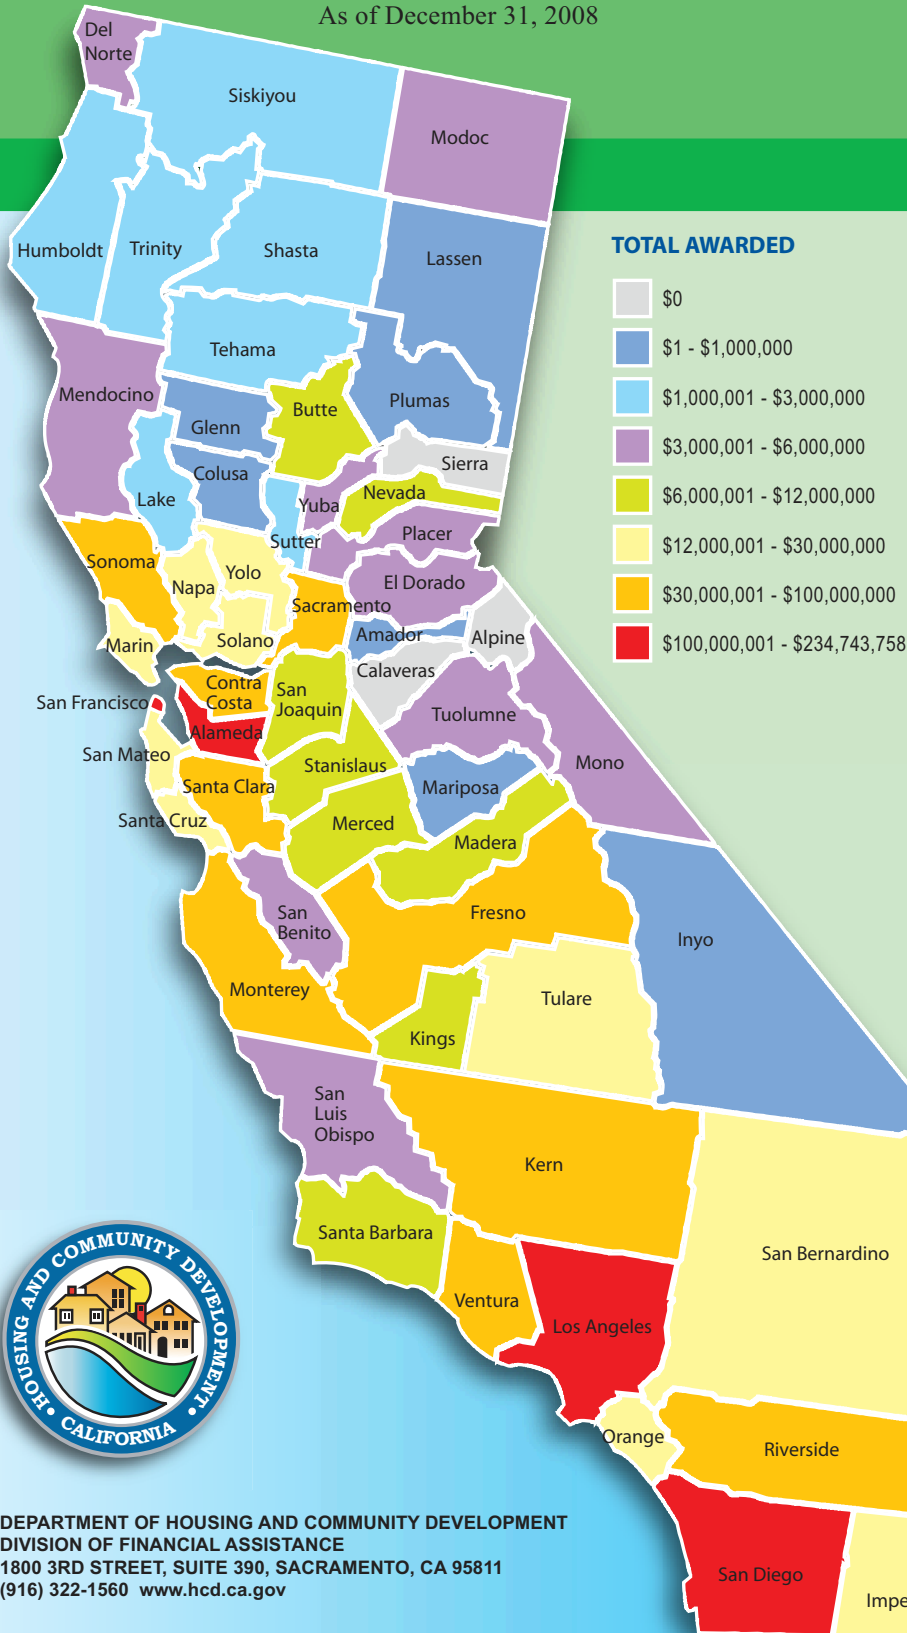 As of December 31, 2008
Del
Norte
Siskiyou
Modoc
Humboldt
Trinity
Shasta
Lassen
TOTAL AWARDED
$0
$1 - $1,000,000
$1,000,001 - $3,000,000
$3,000,001 - $6,000,000
$6,000,001 - $12,000,000
$12,000,001 - $30,000,000
$30,000,001 - $100,000,000
$100,000,001 - $234,743,758
Tehama
Mendocino
Glenn
Butte
Plumas
Colusa
Lake
Sierra
Yuba
Nevada
Sutter
Placer
Sonoma
Napa
Yolo
El Dorado
Sacramento
Marin
Solano
Amador
Alpine
Calaveras
San Francisco
Contra
Costa
San
Joaquin
Alameda
Tuolumne
San Mateo
Stanislaus
Mono
Santa Clara
Mariposa
Santa Cruz
Merced
Madera
San
Benito
Fresno
Inyo
Monterey
Tulare
Kings
San
Luis
Obispo
Kern
Santa Barbara
San Bernardino
Ventura
Los Angeles
Orange
Riverside
San Diego
Impe
HOUSING AND COMMUNITY DEVELOPMENT
CALIFORNIA
DEPARTMENT OF HOUSING AND COMMUNITY DEVELOPMENT
DIVISION OF FINANCIAL ASSISTANCE
1800 3RD STREET, SUITE 390, SACRAMENTO, CA 95811
(916) 322-1560 www.hcd.ca.gov